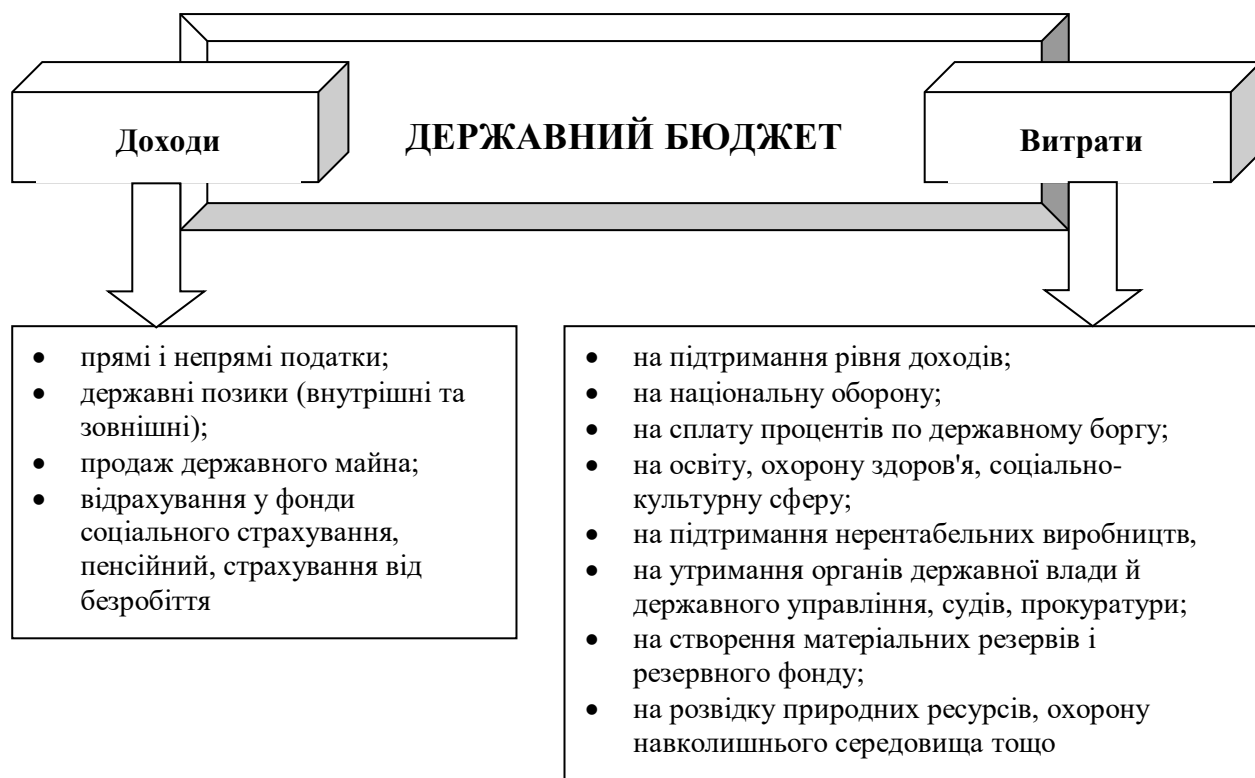 ДЕРЖАВНИЙ БЮДЖЕТ
Доходи
Витрати
• прямі і непрямі податки;
• державні позики (внутрішні та
зовнішні);
• продаж державного майна;
• відрахування у фонди
соціального страхування,
пенсійний, страхування від
безробіття
• на підтримання рівня доходів;
• на національну оборону;
• на сплату процентів по державному боргу;
• на освіту, охорону здоров'я, соціально-
культурну сферу;
• на підтримання нерентабельних виробництв,
• на утримання органів державної влади й
державного управління, судів, прокуратури;
• на створення матеріальних резервів і
резервного фонду;
• на розвідку природних ресурсів, охорону
навколишнього середовища тощо